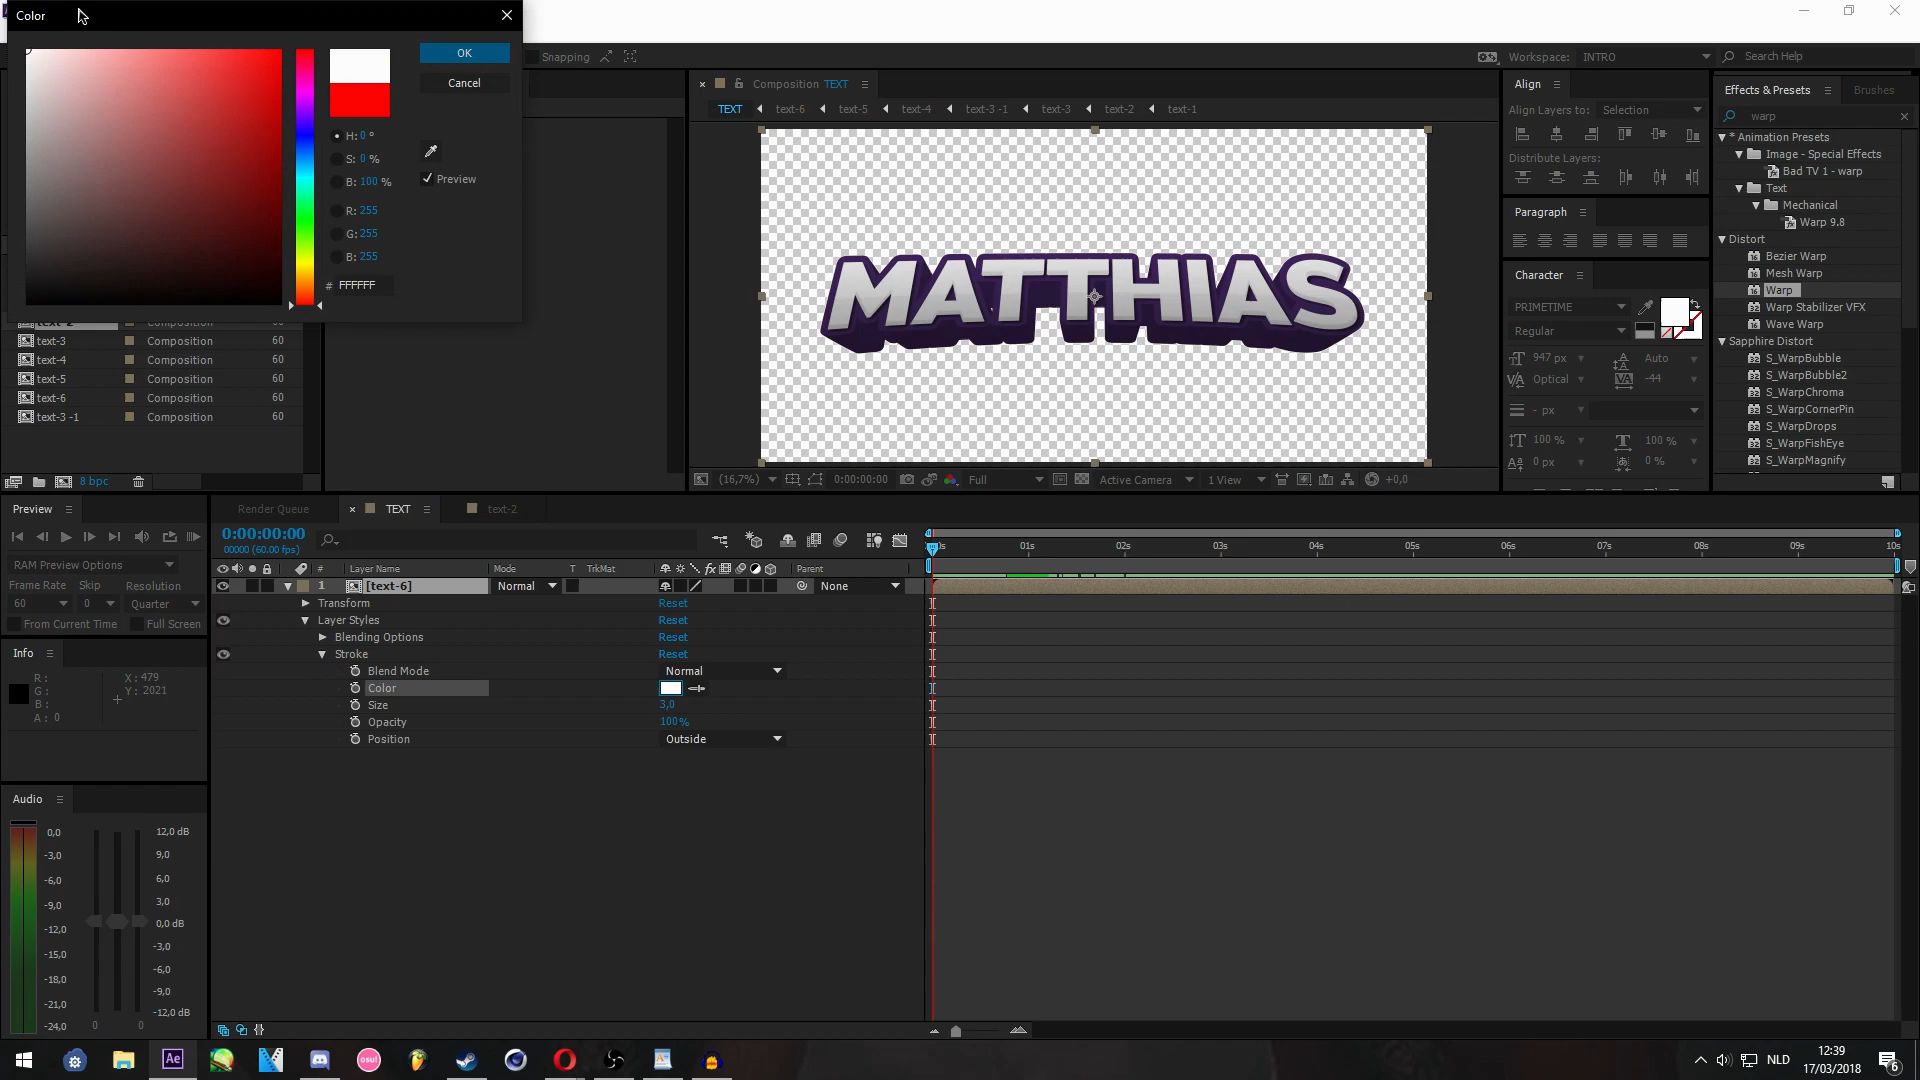 Color
OK
Cancel
H: 0 °
S: 0 %
B: 100 %
Preview
R: 255
G: 255
B: 255
# FFFFFF
Snapping
Workspace: INTRO
Search Help
Composition TEXT
TEXT text-6 text-5 text-4 text-3 -1 text-3 text-2 text-1
MATTHIAS
(16,7%) 0:00:00:00 Full Active Camera 1 View +0,0
Align
Align Layers to: Selection
Distribute Layers:
Paragraph
Character
PRIMETIME
Regular
947 px Auto
Optical -44
- px
100 % 100 %
0 px 0 %
Effects & Presets Brushes
warp
* Animation Presets
Image - Special Effects
Bad TV 1 - warp
Text
Mechanical
Warp 9.8
Distort
Bezier Warp
Mesh Warp
Warp
Warp Stabilizer VFX
Wave Warp
Sapphire Distort
S_WarpBubble
S_WarpBubble2
S_WarpChroma
S_WarpCornerPin
S_WarpDrops
S_WarpFishEye
S_WarpMagnify
text-2 Composition 60
text-3 Composition 60
text-4 Composition 60
text-5 Composition 60
text-6 Composition 60
text-3 -1 Composition 60
8 bpc
Preview
RAM Preview Options
Frame Rate Skip Resolution
60 0 Quarter
From Current Time Full Screen
Info
R:
G:
B:
A: 0
X: 479
Y: 2021
Audio
0,0
-3,0
-6,0
-9,0
-12,0
-15,0
-18,0
-21,0
-24,0
12,0 dB
9,0
6,0
3,0
0,0 dB
-3,0
-6,0
-9,0
-12,0 dB
0 0
Render Queue TEXT text-2
0:00:00:00
00000 (60.00 fps)
# Layer Name Mode T TrkMat Parent
1 [text-6] Normal None
Transform Reset
Layer Styles Reset
Blending Options Reset
Stroke Reset
Blend Mode Normal
Color
Size 3,0
Opacity 100%
Position Outside
0s 01s 02s 03s 04s 05s 06s 07s 08s 09s 10s
Ae
osu!
NLD
12:39
17/03/2018
6